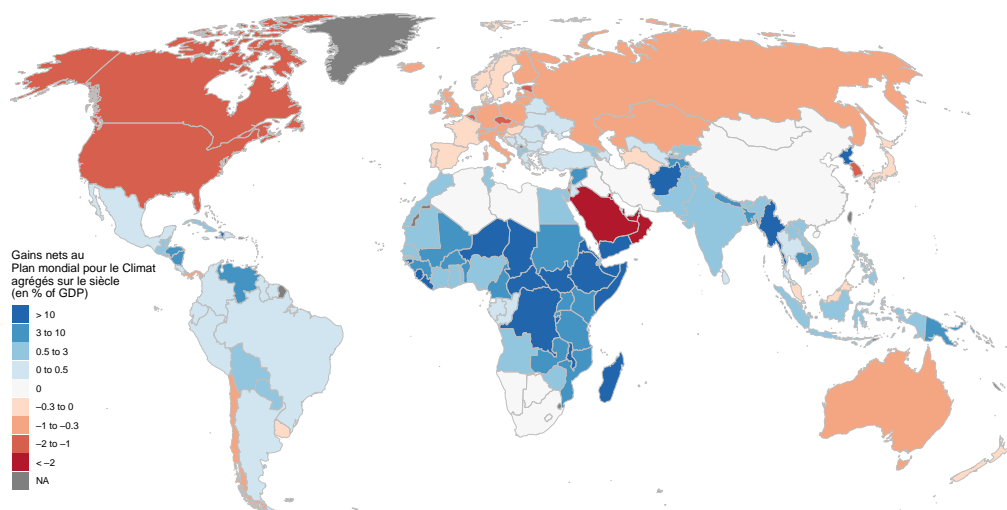 Gains nets au
Plan mondial pour le Climat
agrégés sur le siècle
(en % of GDP)
> 10
3 to 10
0.5 to 3
0 to 0.5
0
–0.3 to 0
–1 to –0.3
–2 to –1
< –2
NA